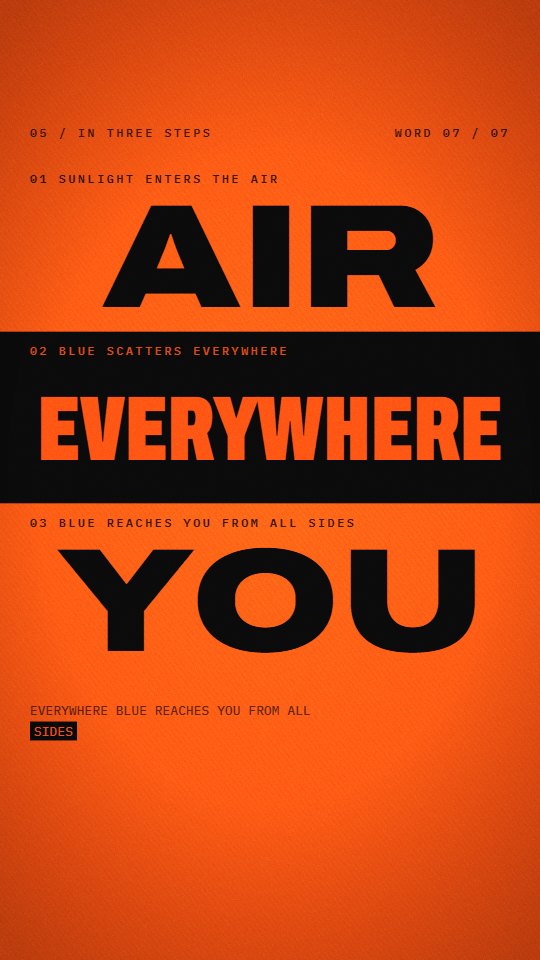 05 / IN THREE STEPS
WORD 07 / 07
01 SUNLIGHT ENTERS THE AIR
AIR
02 BLUE SCATTERS EVERYWHERE
EVERYWHERE
03 BLUE REACHES YOU FROM ALL SIDES
YOU
EVERYWHERE BLUE REACHES YOU FROM ALL
SIDES